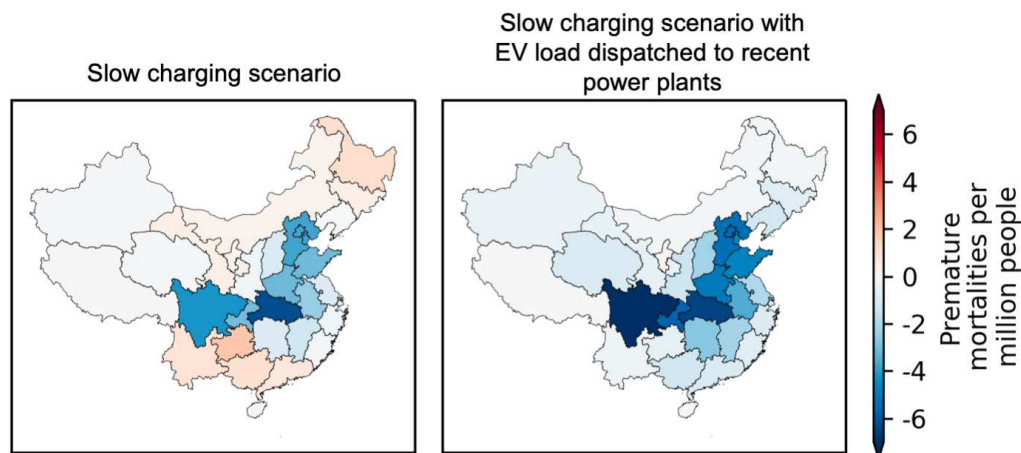 Slow charging scenario
Slow charging scenario with
EV load dispatched to recent
power plants
6
4
2
0
-2
-4
-6
Premature
mortalities per
million people